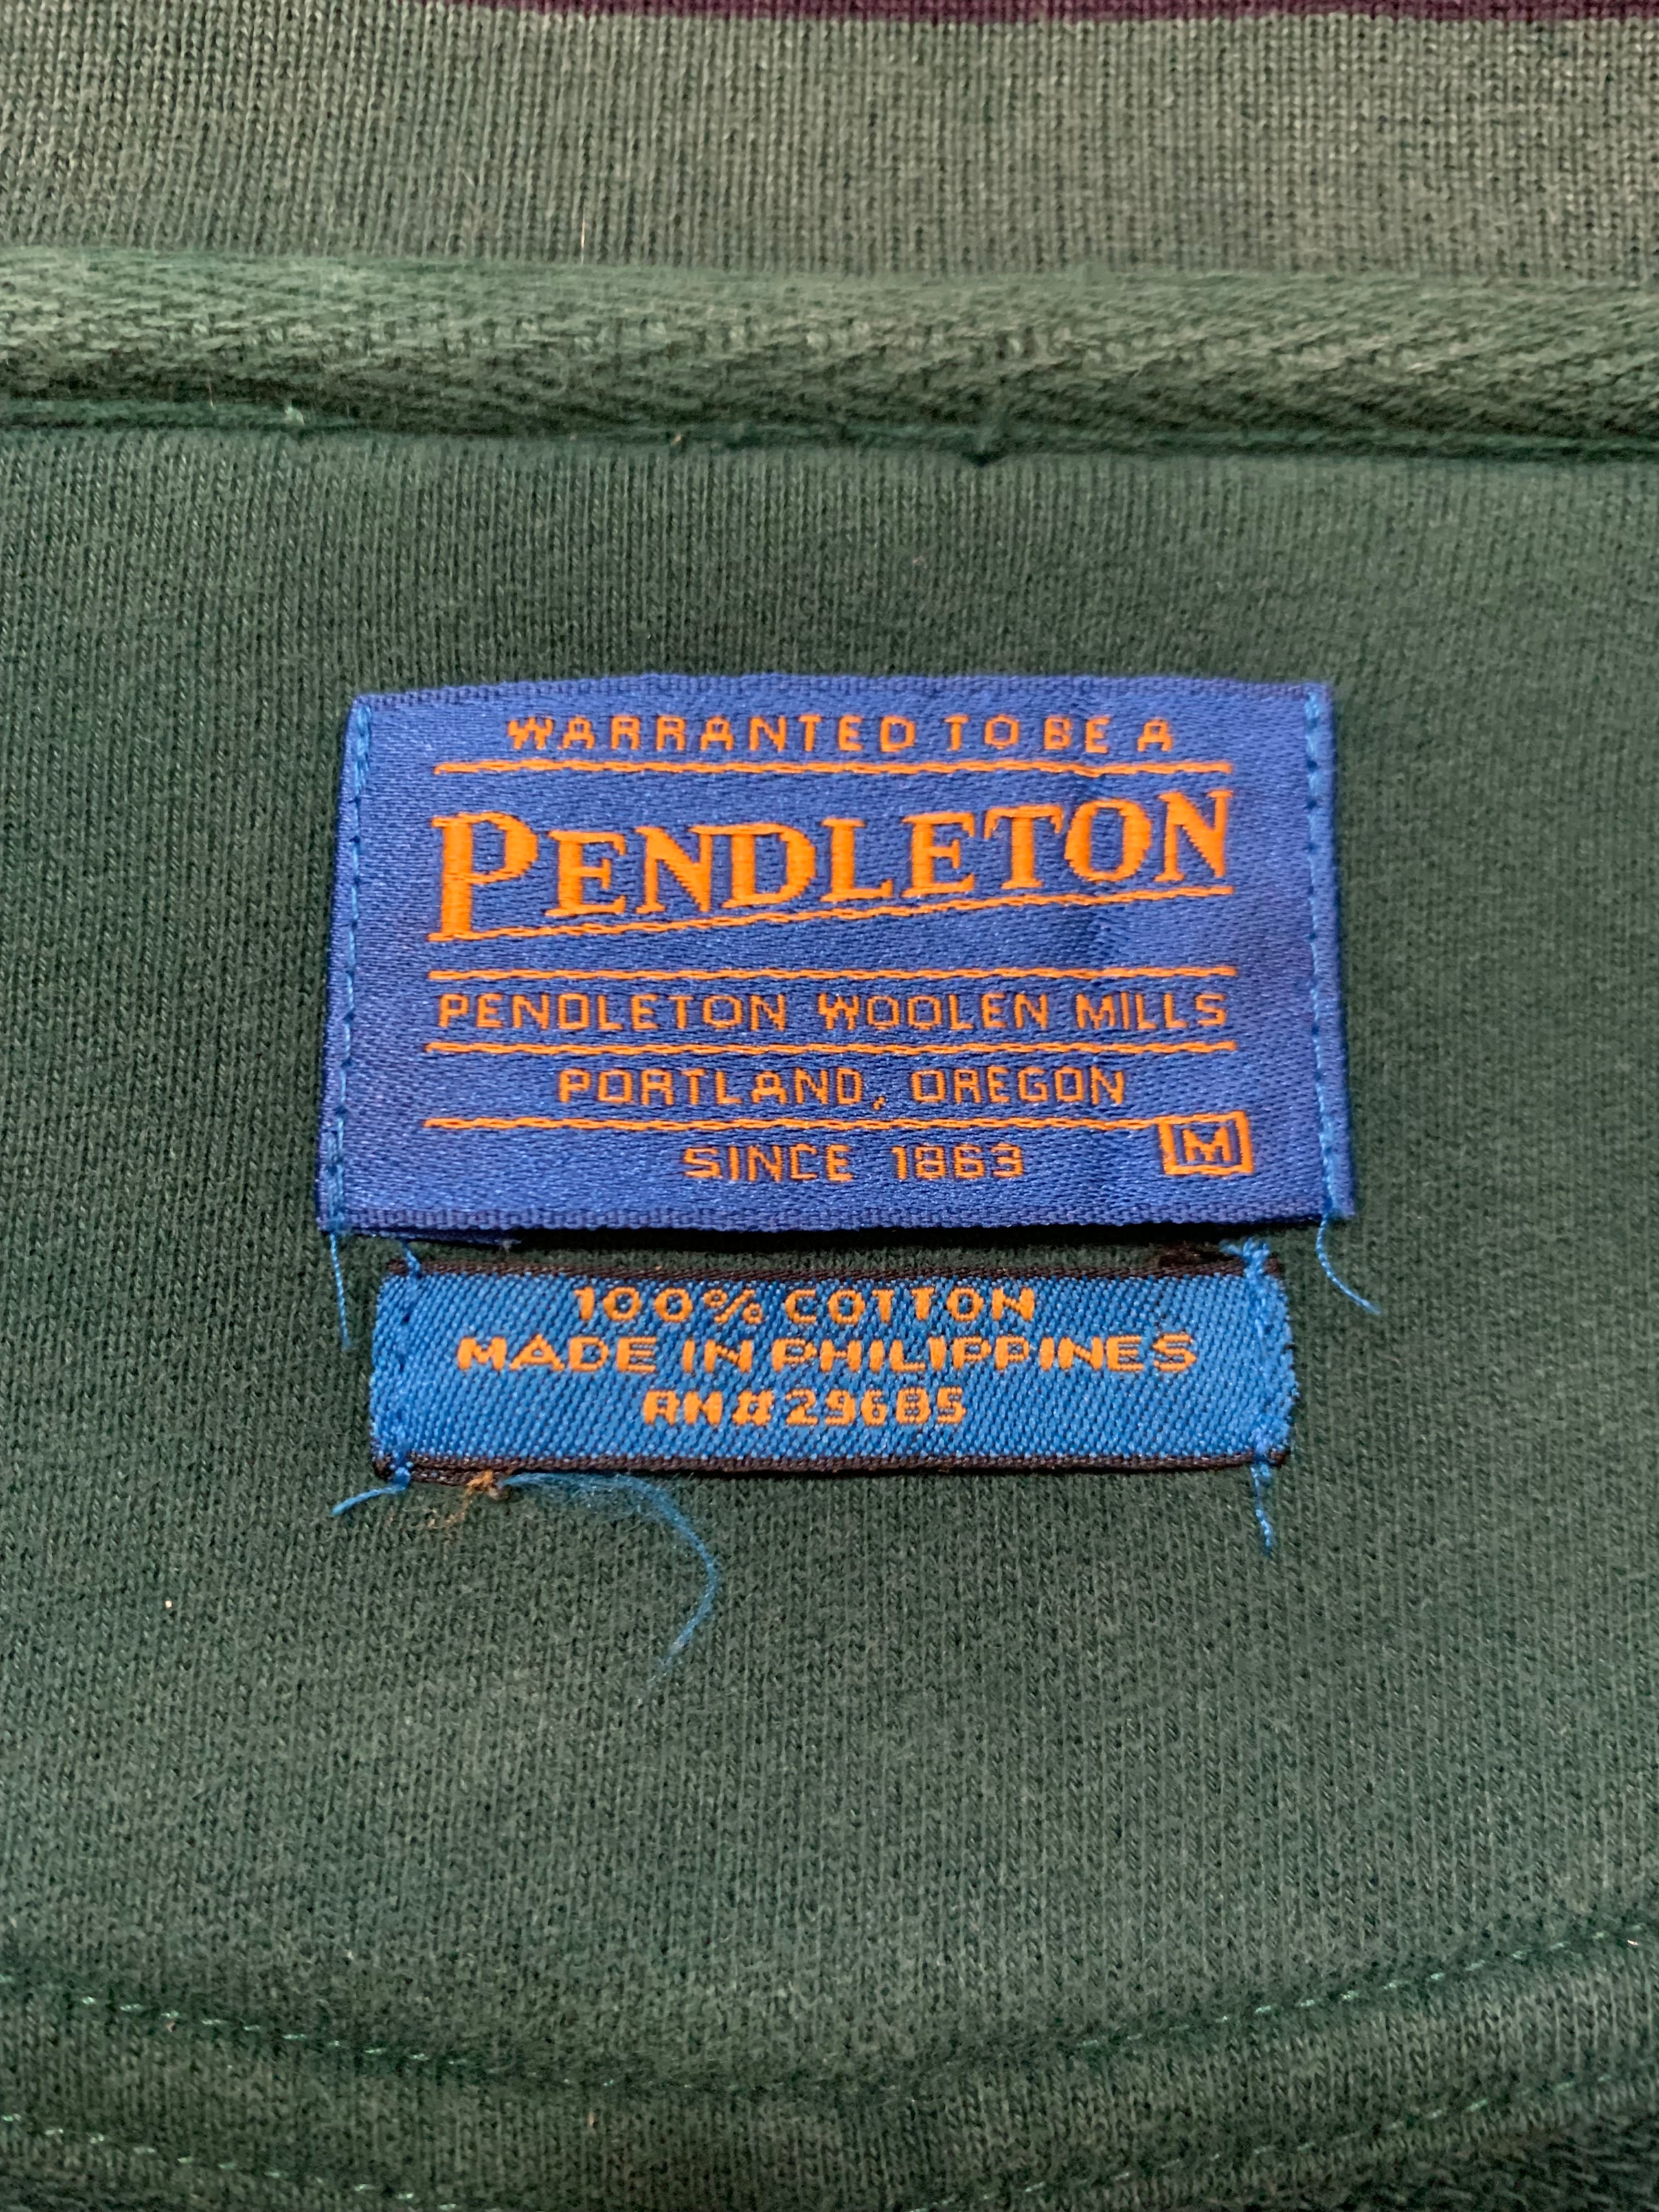 WARRANTED TO BE A
PENDLETON
PENDLETON WOOLEN MILLS
PORTLAND, OREGON
SINCE 1863 M
100% COTTON
MADE IN PHILIPPINES
RN# 29685